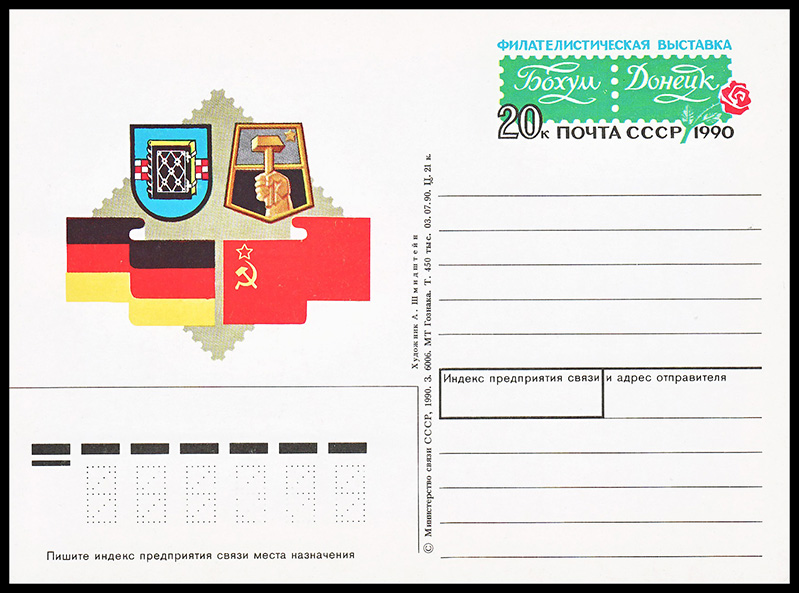 ФИЛАТЕЛИСТИЧЕСКАЯ ВЫСТАВКА
Бохум Донецк
20к ПОЧТА СССР 1990
Художник А. Шмидштейн
© Министерство связи СССР, 1990. З. 6006. МТ Гознака. Т. 450 тыс. 03.07.90. Ц. 21 к.
Индекс предприятия связи и адрес отправителя
Пишите индекс предприятия связи места назначения